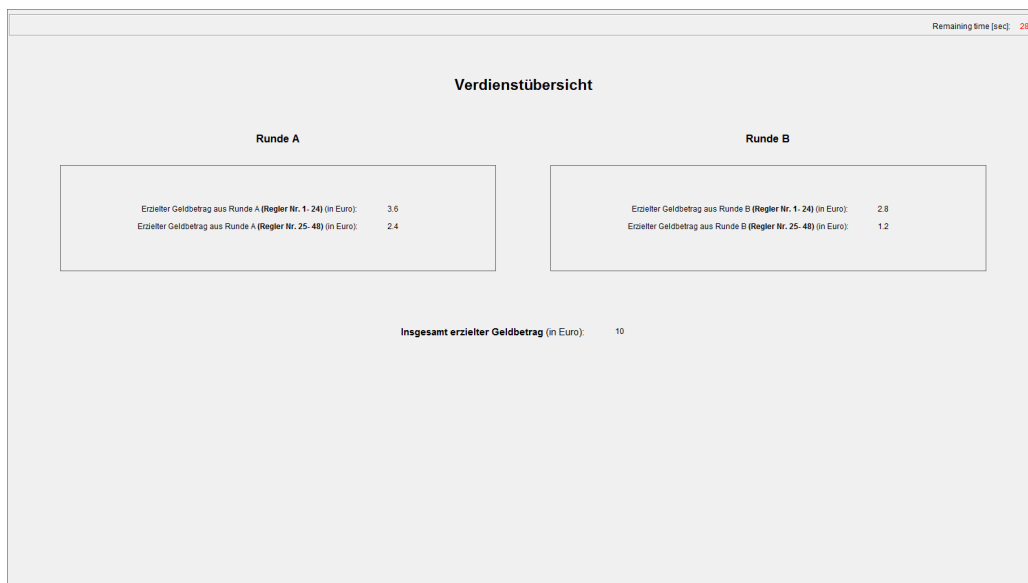 Remaining time [sec]: 28
Verdienstübersicht
Runde A
Runde B
Erzielter Geldbetrag aus Runde A (Regler Nr. 1- 24) (in Euro): 3.6
Erzielter Geldbetrag aus Runde A (Regler Nr. 25- 48) (in Euro): 2.4
Erzielter Geldbetrag aus Runde B (Regler Nr. 1- 24) (in Euro): 2.8
Erzielter Geldbetrag aus Runde B (Regler Nr. 25- 48) (in Euro): 1.2
Insgesamt erzielter Geldbetrag (in Euro): 10